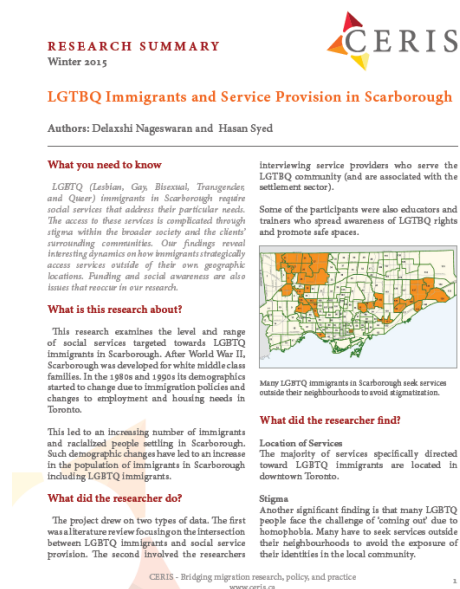 RESEARCH SUMMARY
Winter 2015
CERIS
LGTBQ Immigrants and Service Provision in Scarborough
Authors: Delaxshi Nageswaran and Hasan Syed
What you need to know
LGBTQ (Lesbian, Gay, Bisexual, Transgender,
and Queer) immigrants in Scarborough require
social services that address their particular needs.
The access to these services is complicated through
stigma within the broader society and the clients'
surrounding communities. Our findings reveal
interesting dynamics on how immigrants strategically
access services outside of their own geographic
locations. Funding and social awareness are also
issues that reoccur in our research.
What is this research about?
This research examines the level and range
of social services targeted towards LGBTQ
immigrants in Scarborough. After World War II,
Scarborough was developed for white middle class
families. In the 1980s and 1990s its demographics
started to change due to immigration policies and
changes to employment and housing needs in
Toronto.
This led to an increasing number of immigrants
and racialized people settling in Scarborough.
Such demographic changes have led to an increase
in the population of immigrants in Scarborough
including LGBTQ immigrants.
What did the researcher do?
The project drew on two types of data. The first
was a literature review focusing on the intersection
between LGBTQ immigrants and social service
provision. The second involved the researchers
interviewing service providers who serve the
LGTBQ community (and are associated with the
settlement sector).
Some of the participants were also educators and
trainers who spread awareness of LGBTQ rights
and promote safe spaces.
Many LGBTQ immigrants in Scarborough seek services
outside their neighbourhoods to avoid stigmatization.
What did the researcher find?
Location of Services
The majority of services specifically directed
toward LGBTQ immigrants are located in
downtown Toronto.
Stigma
Another significant finding is that many LGBTQ
people face the challenge of 'coming out' due to
homophobia. Many have to seek services outside
their neighbourhoods to avoid the exposure of
their identities in the local community.
CERIS - Bridging migration research, policy, and practice
www.ceris.ca
1